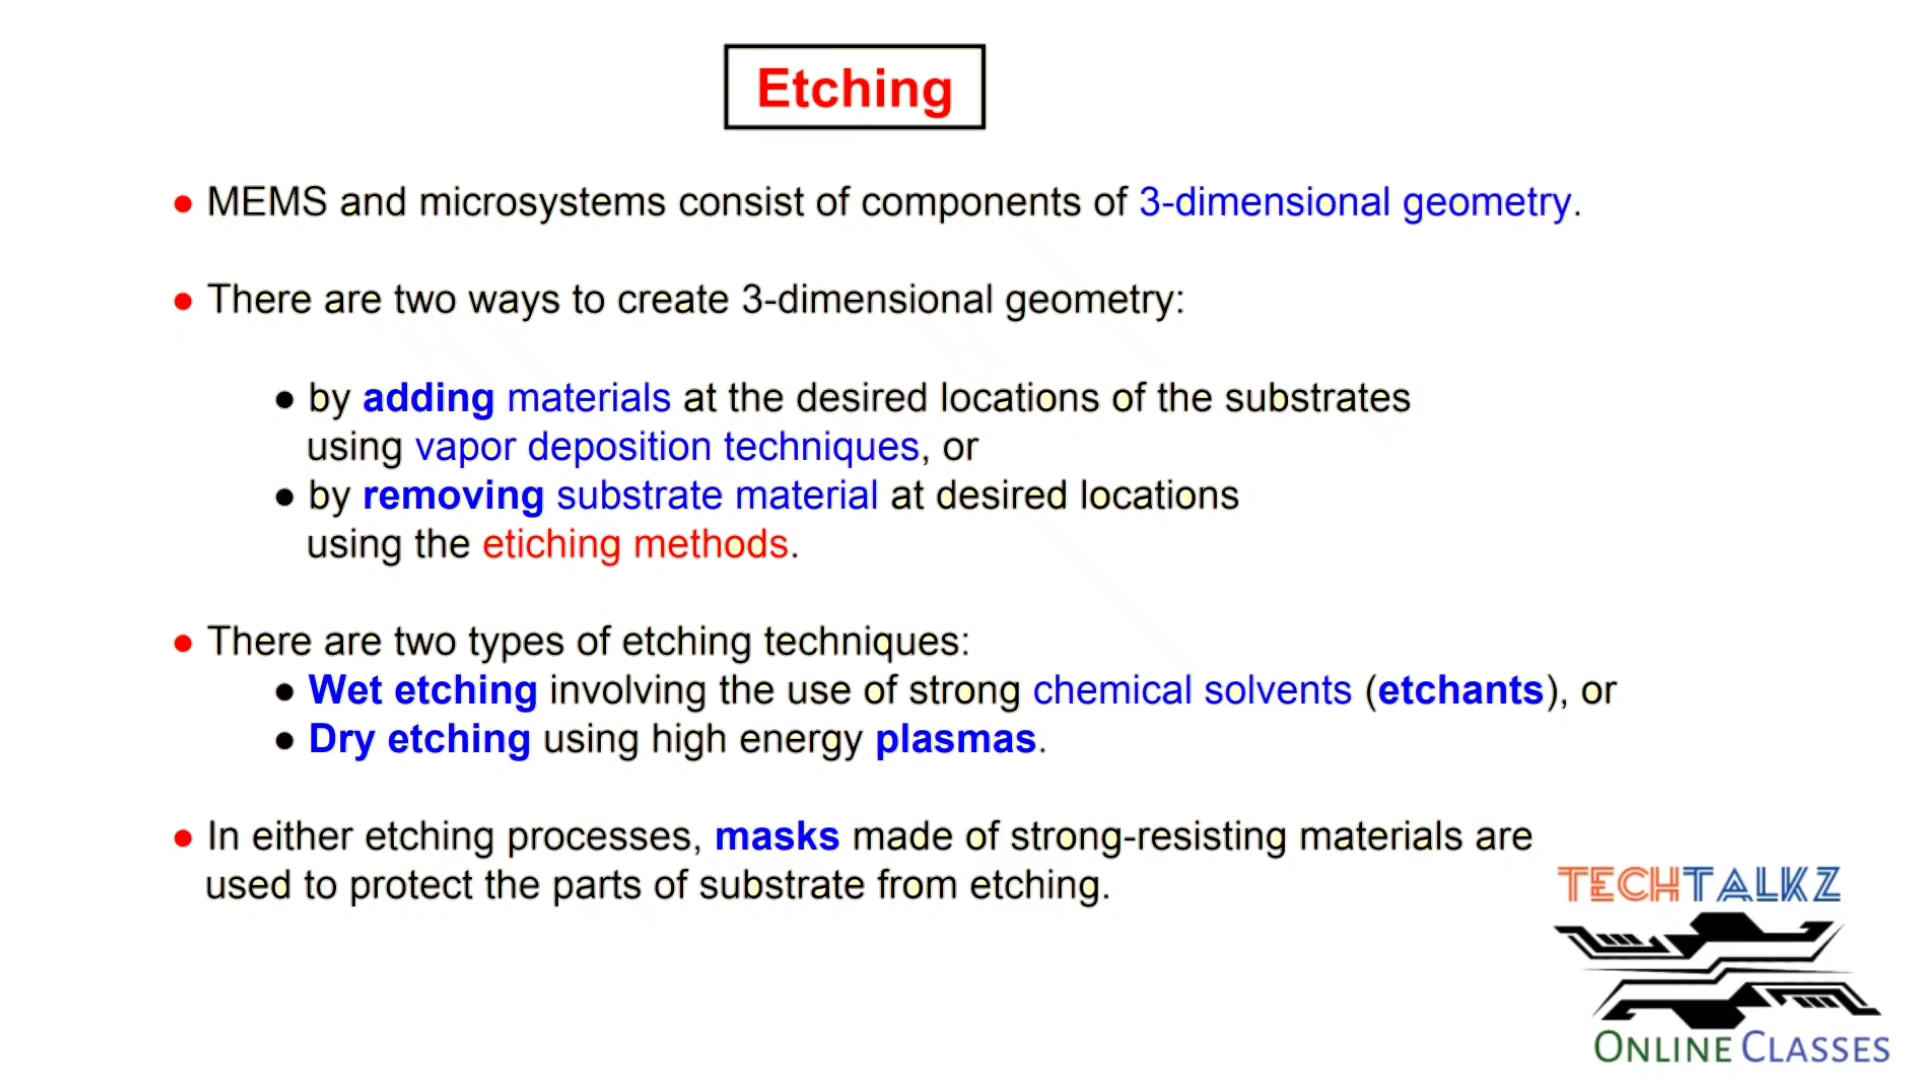 Etching
● MEMS and microsystems consist of components of 3-dimensional geometry.
● There are two ways to create 3-dimensional geometry:
● by adding materials at the desired locations of the substrates
using vapor deposition techniques, or
● by removing substrate material at desired locations
using the etiching methods.
● There are two types of etching techniques:
● Wet etching involving the use of strong chemical solvents (etchants), or
● Dry etching using high energy plasmas.
● In either etching processes, masks made of strong-resisting materials are
used to protect the parts of substrate from etching.
TECHTALKZ
ONLINE CLASSES